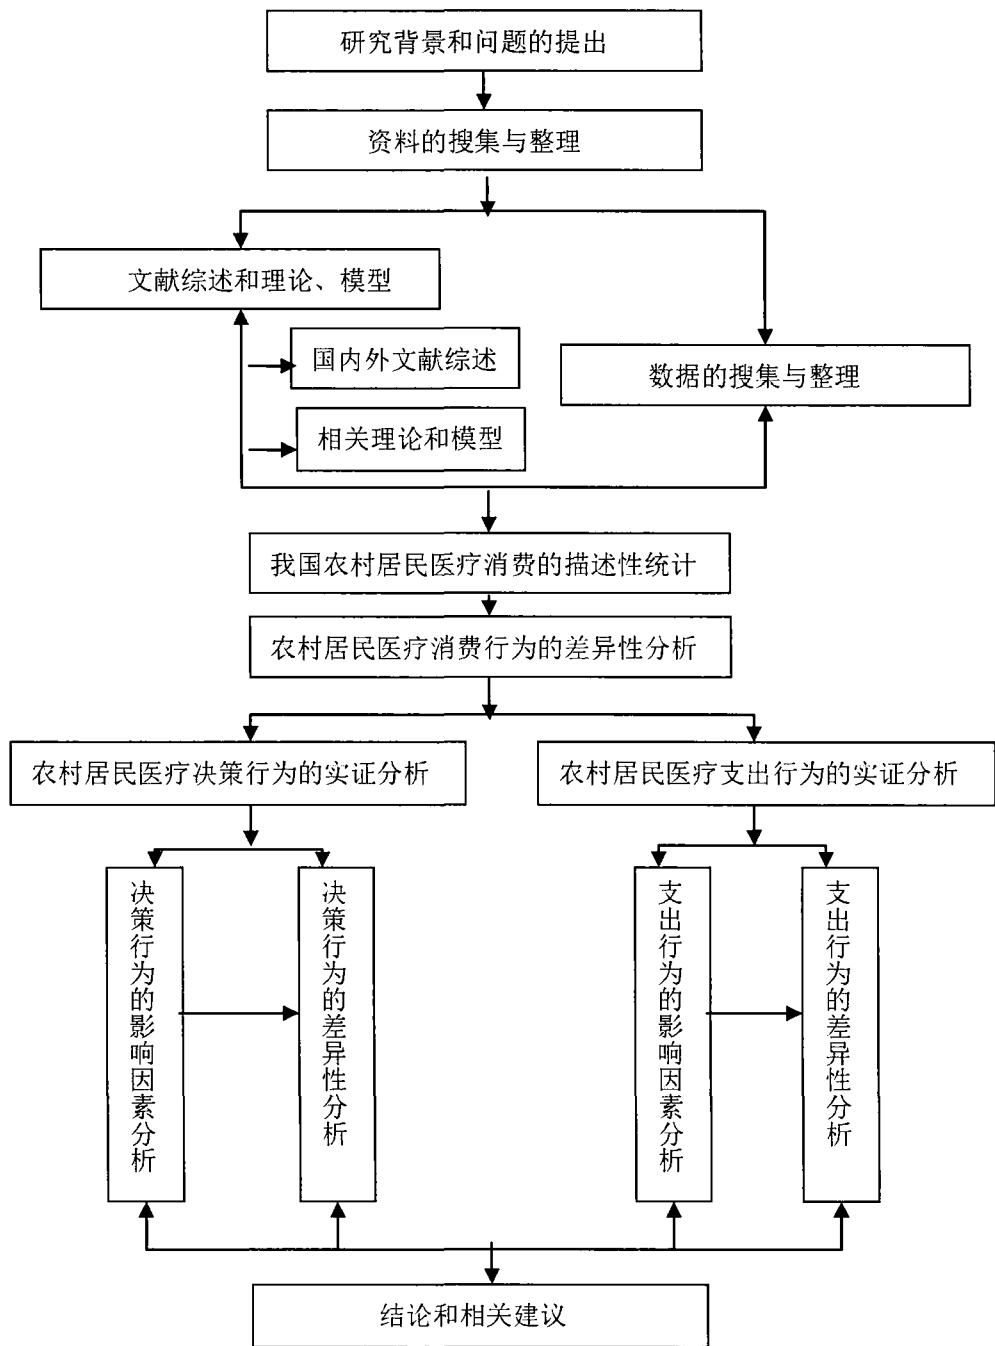 研究背景和问题的提出
资料的搜集与整理
文献综述和理论、模型
国内外文献综述
数据的搜集与整理
相关理论和模型
我国农村居民医疗消费的描述性统计
农村居民医疗消费行为的差异性分析
农村居民医疗决策行为的实证分析
农村居民医疗支出行为的实证分析
决策行为的影响因素分析
决策行为的差异性分析
支出行为的影响因素分析
支出行为的差异性分析
结论和相关建议